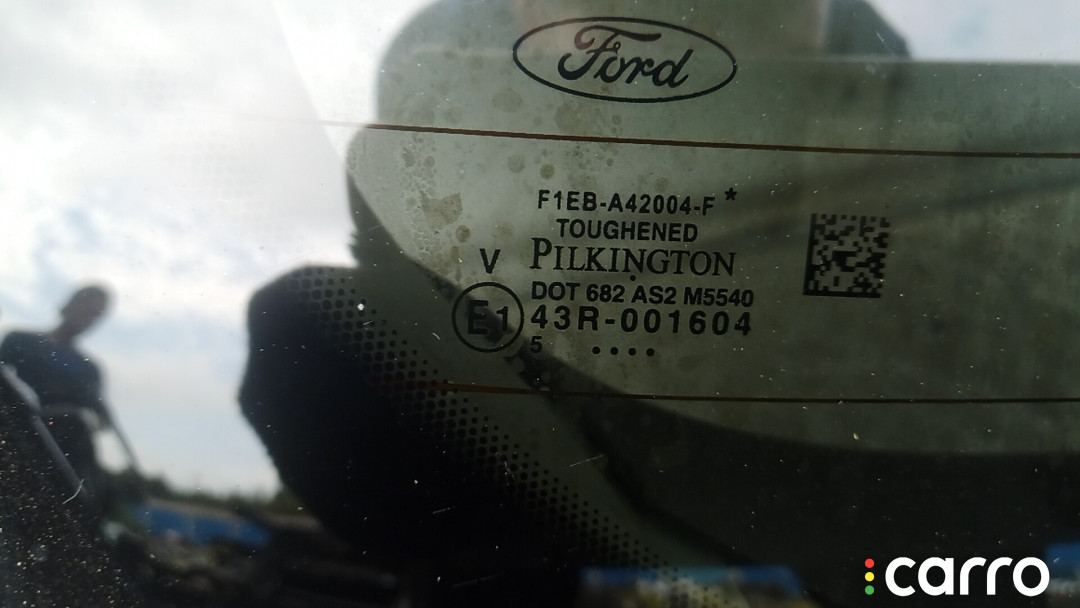 Ford
F1EB-A42004-F*
TOUGHENED
V PILKINGTON
DOT 682 AS2 M5540
E1 43R-001604
5 ••••
carro